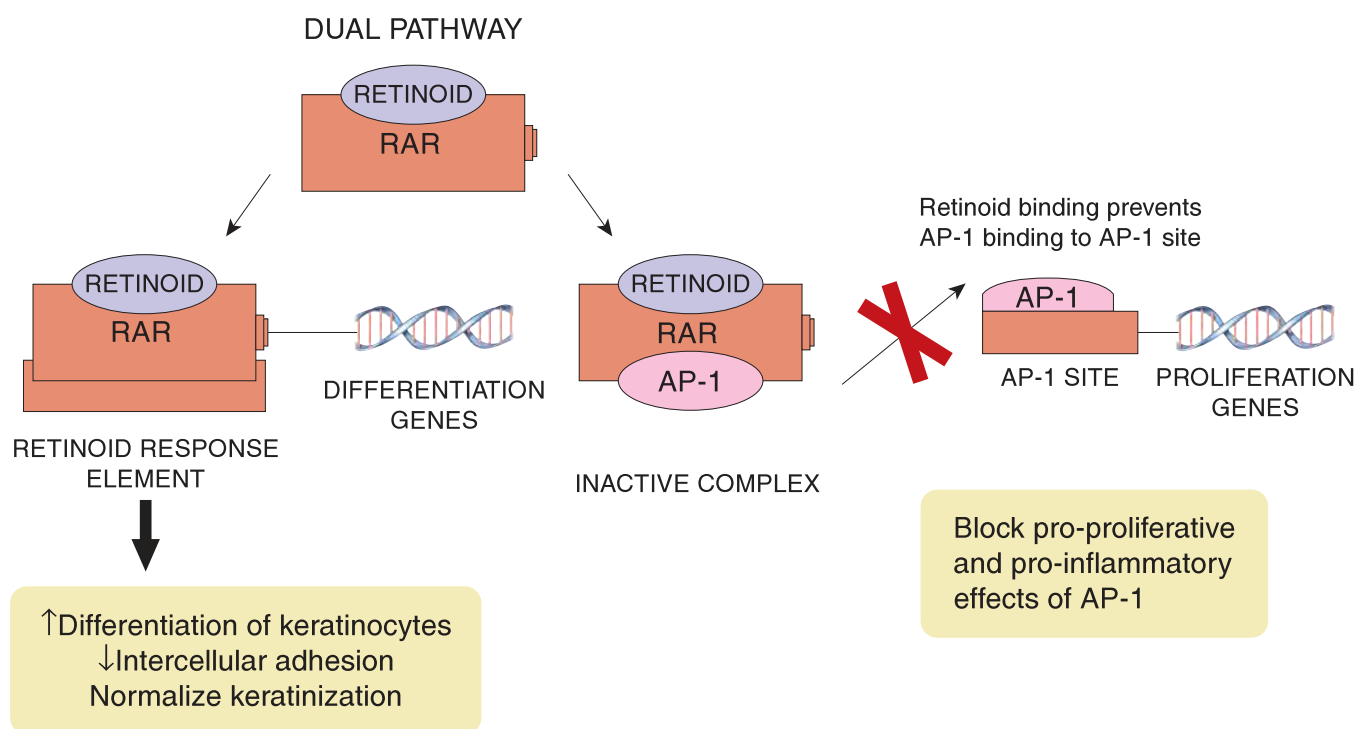 DUAL PATHWAY
RETINOID
RAR
RETINOID
RAR
DIFFERENTIATION
GENES
RETINOID RESPONSE
ELEMENT
↑Differentiation of keratinocytes
↓Intercellular adhesion
Normalize keratinization
RETINOID
RAR
AP-1
INACTIVE COMPLEX
Retinoid binding prevents
AP-1 binding to AP-1 site
AP-1
AP-1 SITE
PROLIFERATION
GENES
Block pro-proliferative
and pro-inflammatory
effects of AP-1